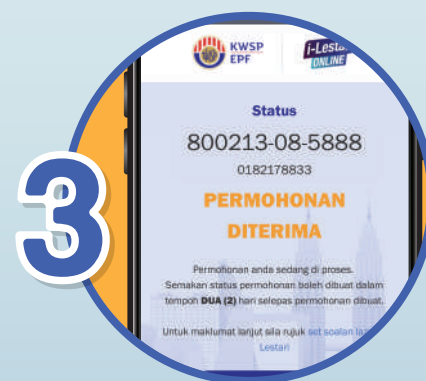 3
KWSP
EPF
i-Lestari
ONLINE
Status
800213-08-5888
0182178833
PERMOHONAN
DITERIMA
Permohonan anda sedang di proses.
Semakan status permohonan boleh dibuat dalam
tempoh DUA (2) hari selepas permohonan dibuat.
Untuk maklumat lanjut sila rujuk set soalan
Lestari